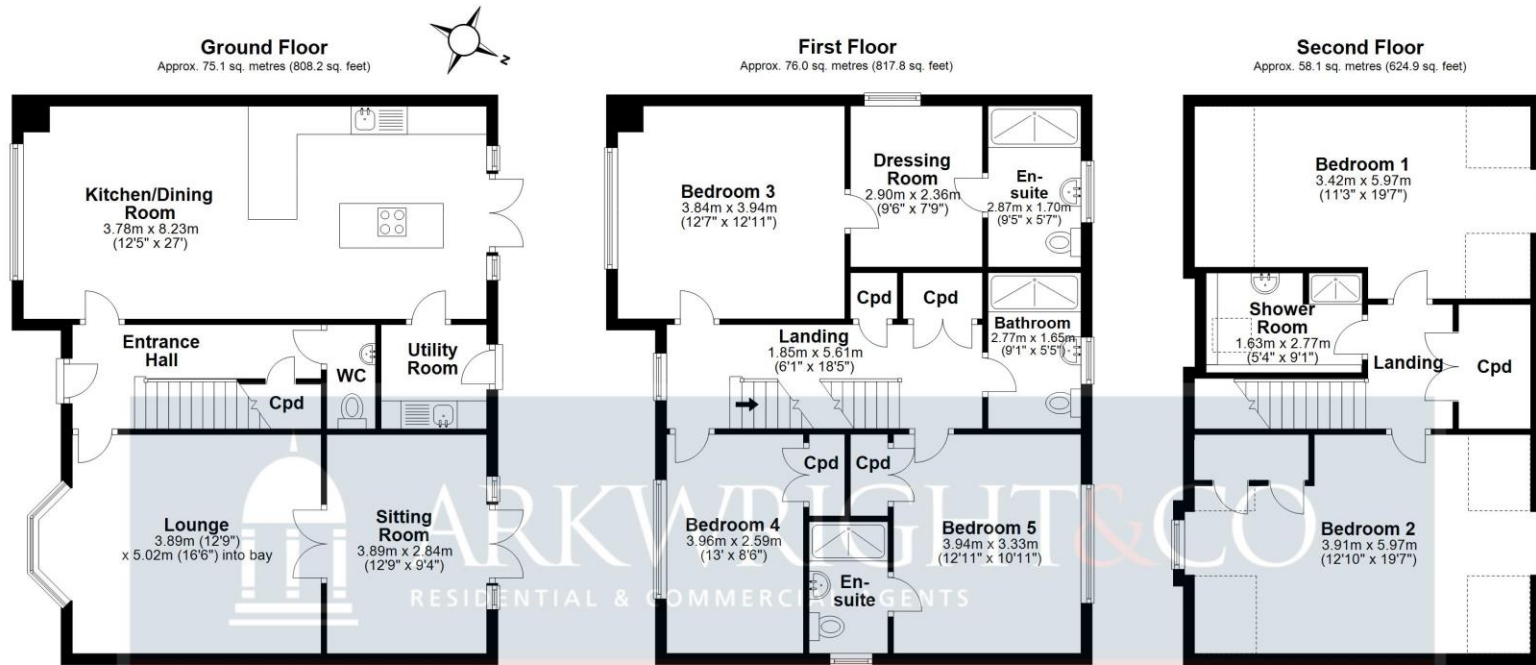 Ground Floor
Approx. 75.1 sq. metres (808.2 sq. feet)
N
Kitchen/Dining
Room
3.78m x 8.23m
(12'5" x 27')
Entrance
Hall
WC
Utility
Room
Cpd
Lounge
3.89m (12'9")
x 5.02m (16'6") into bay
Sitting
Room
3.89m x 2.84m
(12'9" x 9'4")
First Floor
Approx. 76.0 sq. metres (817.8 sq. feet)
Bedroom 3
3.84m x 3.94m
(12'7" x 12'11")
Dressing
Room
2.90m x 2.36m
(9'6" x 7'9")
En-
suite
2.87m x 1.70m
(9'5" x 5'7")
Cpd
Cpd
Landing
1.85m x 5.61m
(6'1" x 18'5")
Bathroom
2.77m x 1.65m
(9'1" x 5'5")
Cpd
Cpd
Bedroom 4
3.96m x 2.59m
(13' x 8'6")
Bedroom 5
3.94m x 3.33m
(12'11" x 10'11")
En-
suite
Second Floor
Approx. 58.1 sq. metres (624.9 sq. feet)
Bedroom 1
3.42m x 5.97m
(11'3" x 19'7")
Shower
Room
1.63m x 2.77m
(5'4" x 9'1")
Landing
Cpd
Bedroom 2
3.91m x 5.97m
(12'10" x 19'7")
ARKWRIGHT&CO
RESIDENTIAL & COMMERCIAL AGENTS